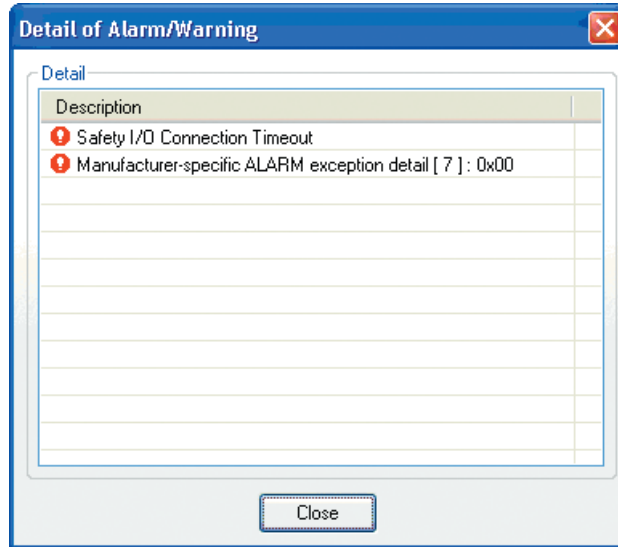 Detail of Alarm/Warning
Detail
Description
Safety I/O Connection Timeout
Manufacturer-specific ALARM exception detail [ 7 ] : 0x00
Close